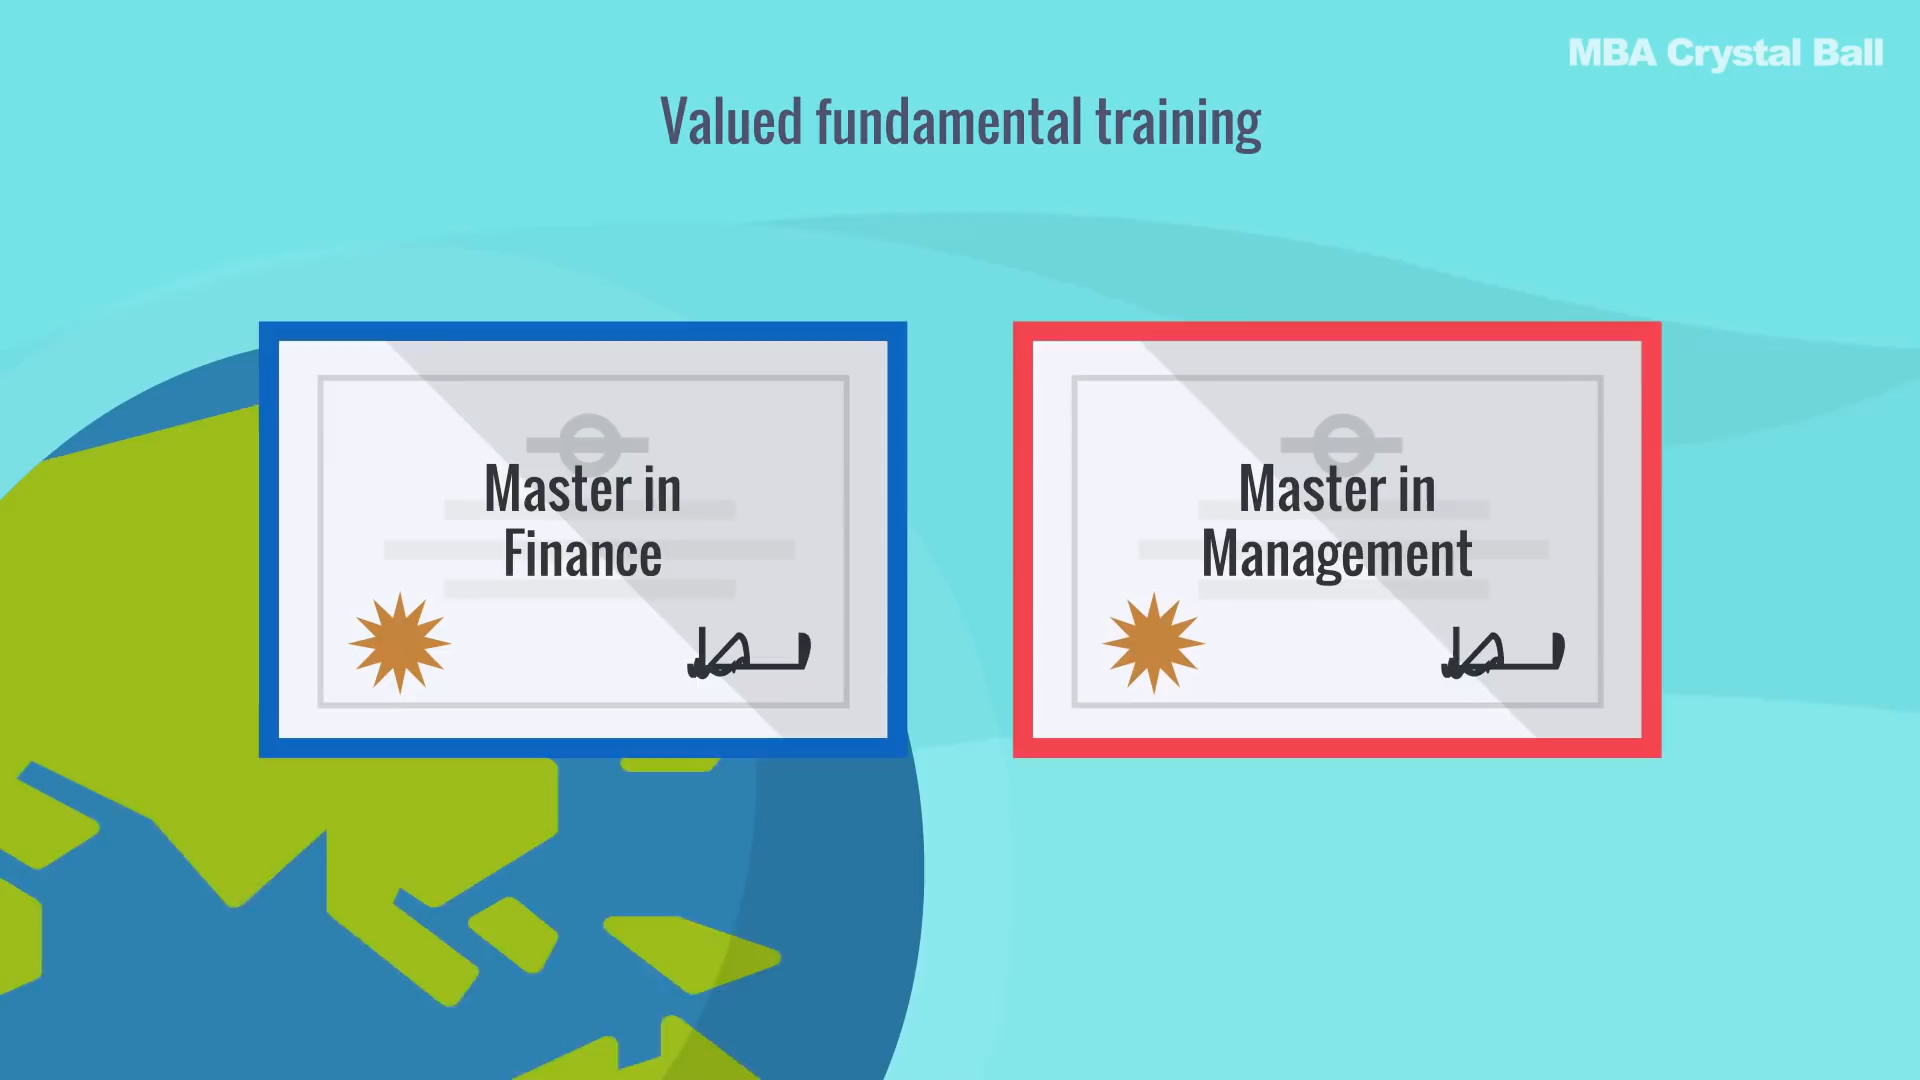 MBA Crystal Ball
Valued fundamental training
Master in
Finance
Master in
Management